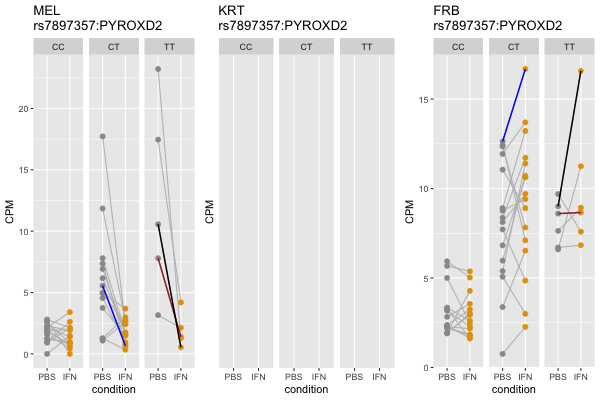 MEL
rs7897357:PYROXD2
CC CT TT
20
15
10
5
0
CPM
PBS IFN PBS IFN PBS IFN
condition
KRT
rs7897357:PYROXD2
CC CT TT
CPM
PBS IFN PBS IFN PBS IFN
condition
FRB
rs7897357:PYROXD2
CC CT TT
15
10
5
0
CPM
PBS IFN PBS IFN PBS IFN
condition